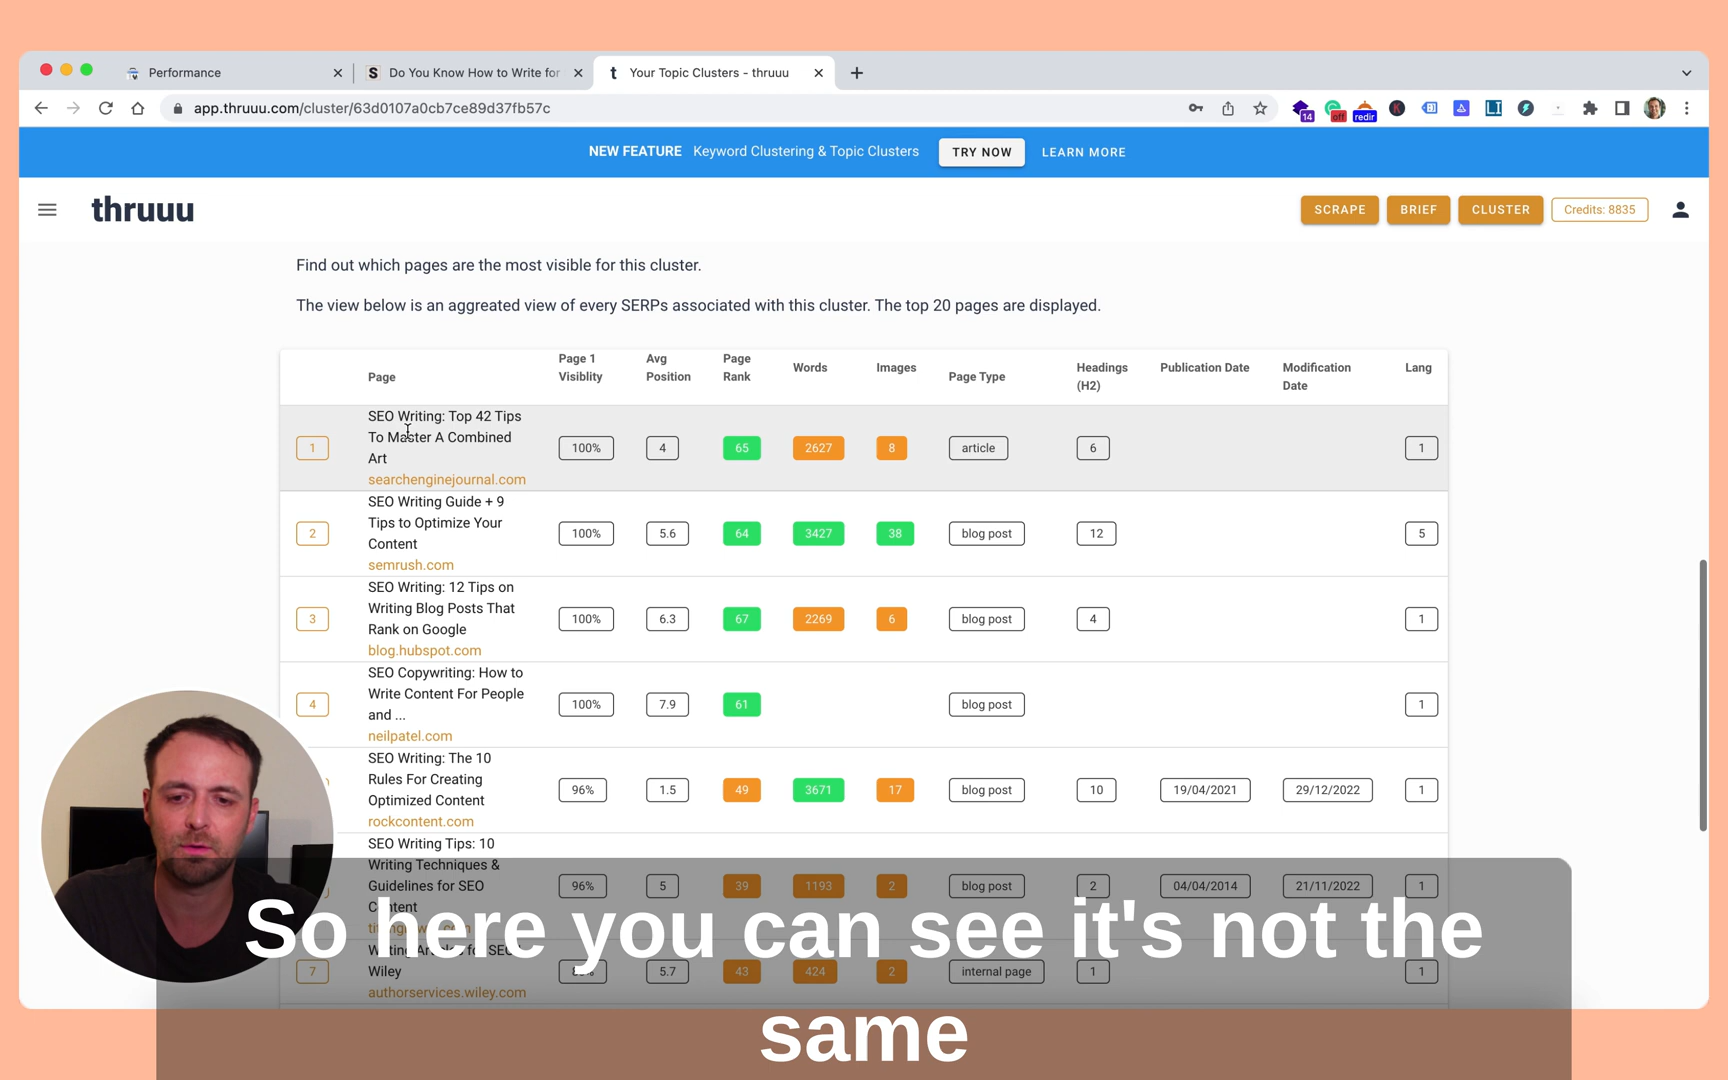 Performance
Do You Know How to Write for
t Your Topic Clusters - thruuu
app.thruuu.com/cluster/63d0107a0cb7ce89d37fb57c
14
off
redir
NEW FEATURE Keyword Clustering & Topic Clusters TRY NOW LEARN MORE
thruuu
SCRAPE BRIEF CLUSTER Credits: 8835
Find out which pages are the most visible for this cluster.
The view below is an aggreated view of every SERPs associated with this cluster. The top 20 pages are displayed.
Page
Page 1
Visiblity
Avg
Position
Page
Rank
Words
Images
Page Type
Headings
(H2)
Publication Date
Modification
Date
Lang
1
SEO Writing: Top 42 Tips
To Master A Combined
Art
searchenginejournal.com
100% 4 65 2627 8 article 6 1
2
SEO Writing Guide + 9
Tips to Optimize Your
Content
semrush.com
100% 5.6 64 3427 38 blog post 12 5
3
SEO Writing: 12 Tips on
Writing Blog Posts That
Rank on Google
blog.hubspot.com
100% 6.3 67 2269 6 blog post 4 1
4
SEO Copywriting: How to
Write Content For People
and ...
neilpatel.com
100% 7.9 61 blog post 1
SEO Writing: The 10
Rules For Creating
Optimized Content
rockcontent.com
96% 1.5 49 3671 17 blog post 10 19/04/2021 29/12/2022 1
SEO Writing Tips: 10
Writing Techniques &
Guidelines for SEO
Content
96% 5 39 1193 2 blog post 2 04/04/2014 21/11/2022 1
7
Wiley
authorservices.wiley.com
5.7 43 424 2 internal page 1 1
So here you can see it's not the
same